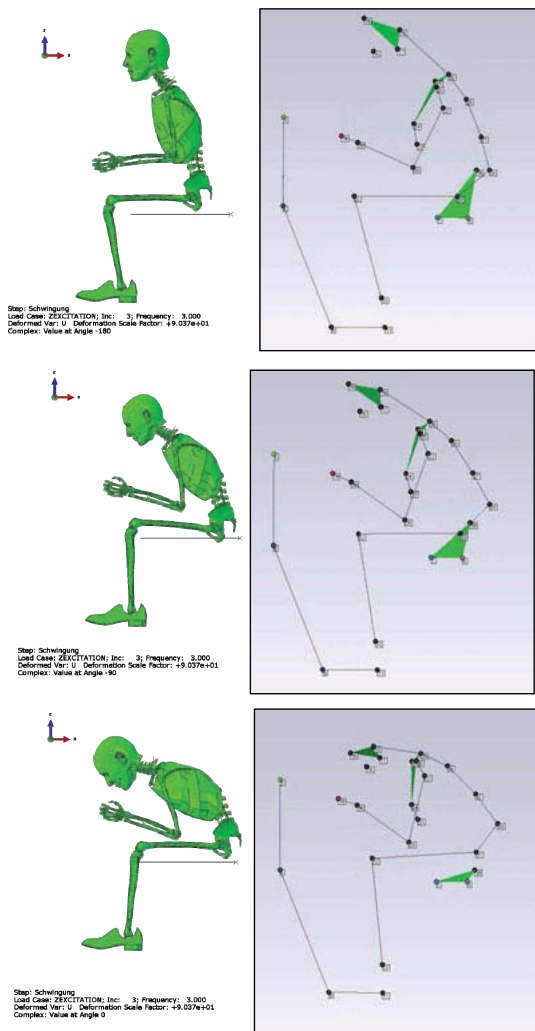 z
x
Step: Schwingung
Load Case: ZEXCITATION; Inc: 3; Frequency: 3.000
Deformed Var: U Deformation Scale Factor: +9.037e+01
Complex: Value at Angle -180
z
x
Step: Schwingung
Load Case: ZEXCITATION; Inc: 3; Frequency: 3.000
Deformed Var: U Deformation Scale Factor: +9.037e+01
Complex: Value at Angle -90
z
x
Step: Schwingung
Load Case: ZEXCITATION; Inc: 3; Frequency: 3.000
Deformed Var: U Deformation Scale Factor: +9.037e+01
Complex: Value at Angle 0